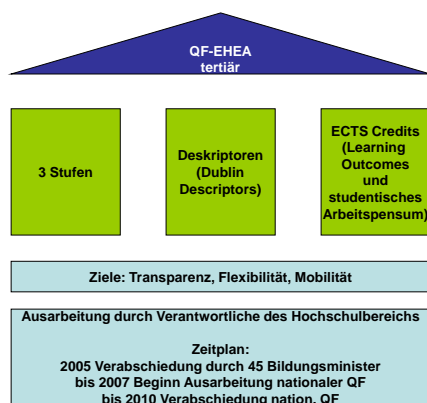 QF-EHEA
tertiär
3 Stufen
Deskriptoren
(Dublin
Descriptors)
ECTS Credits
(Learning
Outcomes
und
studentisches
Arbeitspensum)
Ziele: Transparenz, Flexibilität, Mobilität
Ausarbeitung durch Verantwortliche des Hochschulbereichs
Zeitplan:
2005 Verabschiedung durch 45 Bildungsminister
bis 2007 Beginn Ausarbeitung nationaler QF
bis 2010 Verabschiedung nation. QF